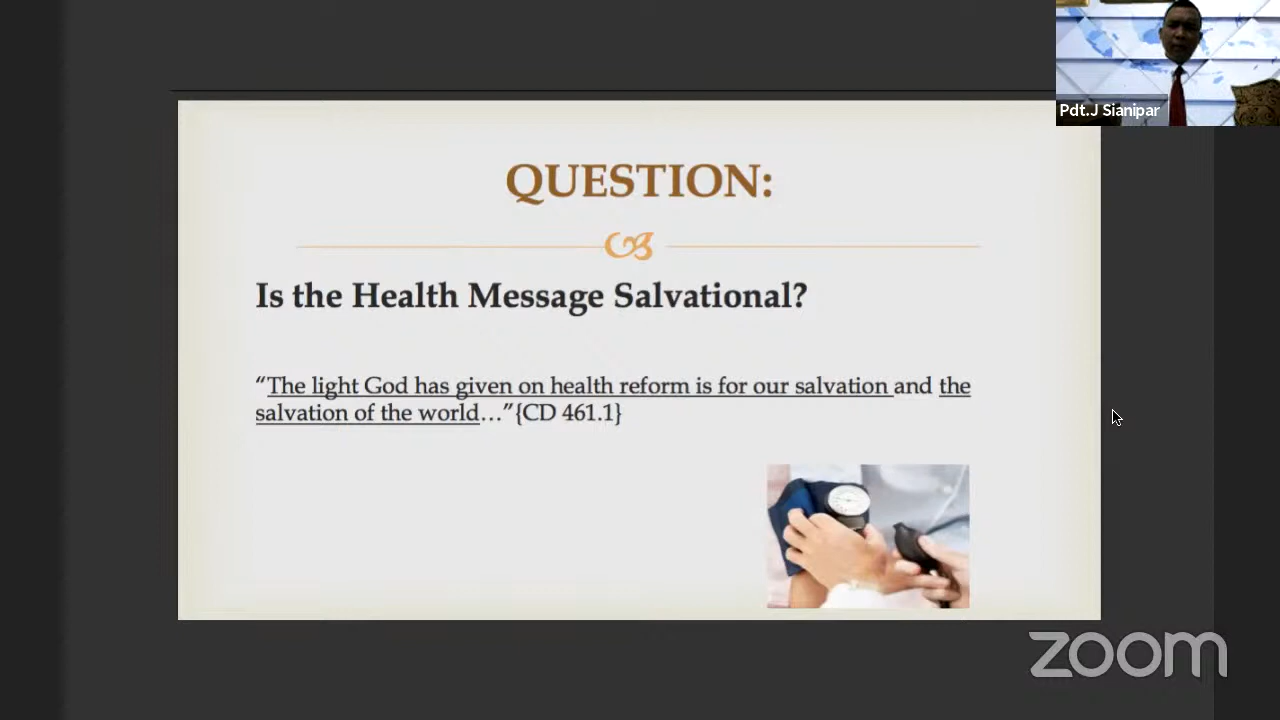 Pdt.J Sianipar
QUESTION:
Is the Health Message Salvational?
“The light God has given on health reform is for our salvation and the
salvation of the world…”{CD 461.1}
zoom